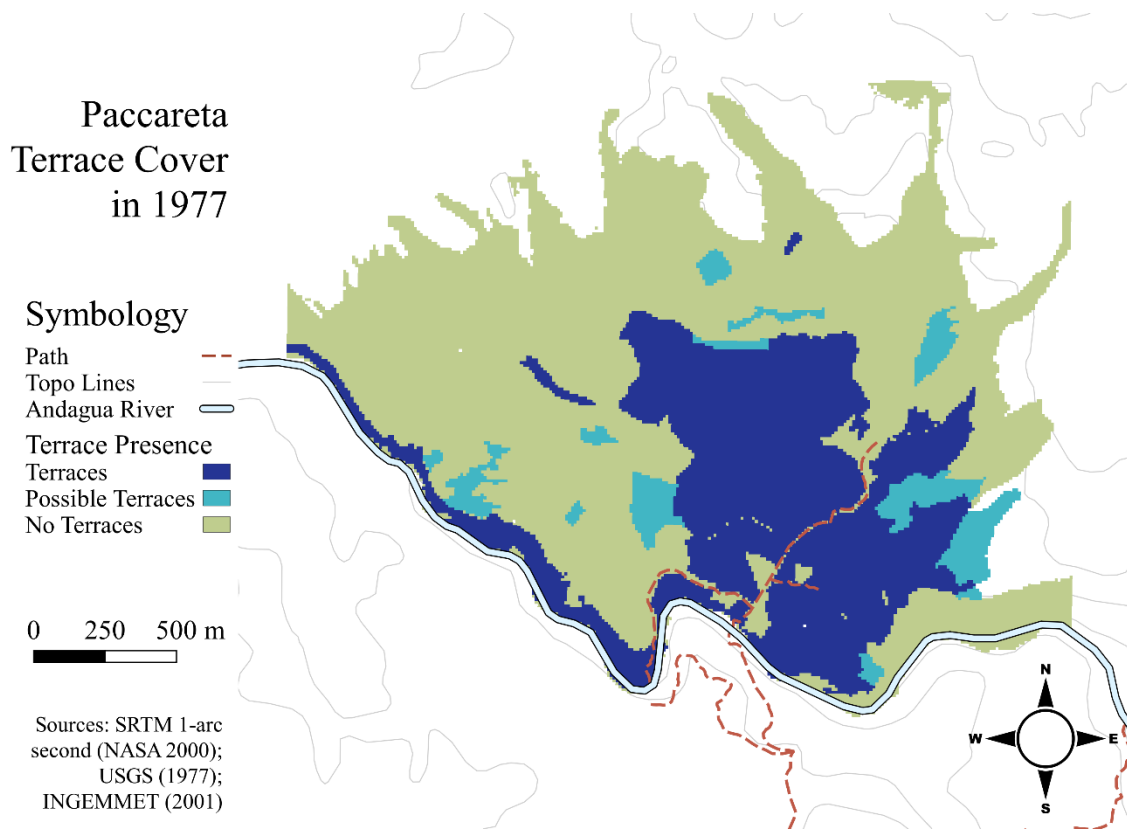 Paccareta
Terrace Cover
in 1977
Symbology
Path
Topo Lines
Andagua River
Terrace Presence
Terraces
Possible Terraces
No Terraces
0 250 500 m
Sources: SRTM 1-arc
second (NASA 2000);
USGS (1977);
INGEMMET (2001)
N
W E
S